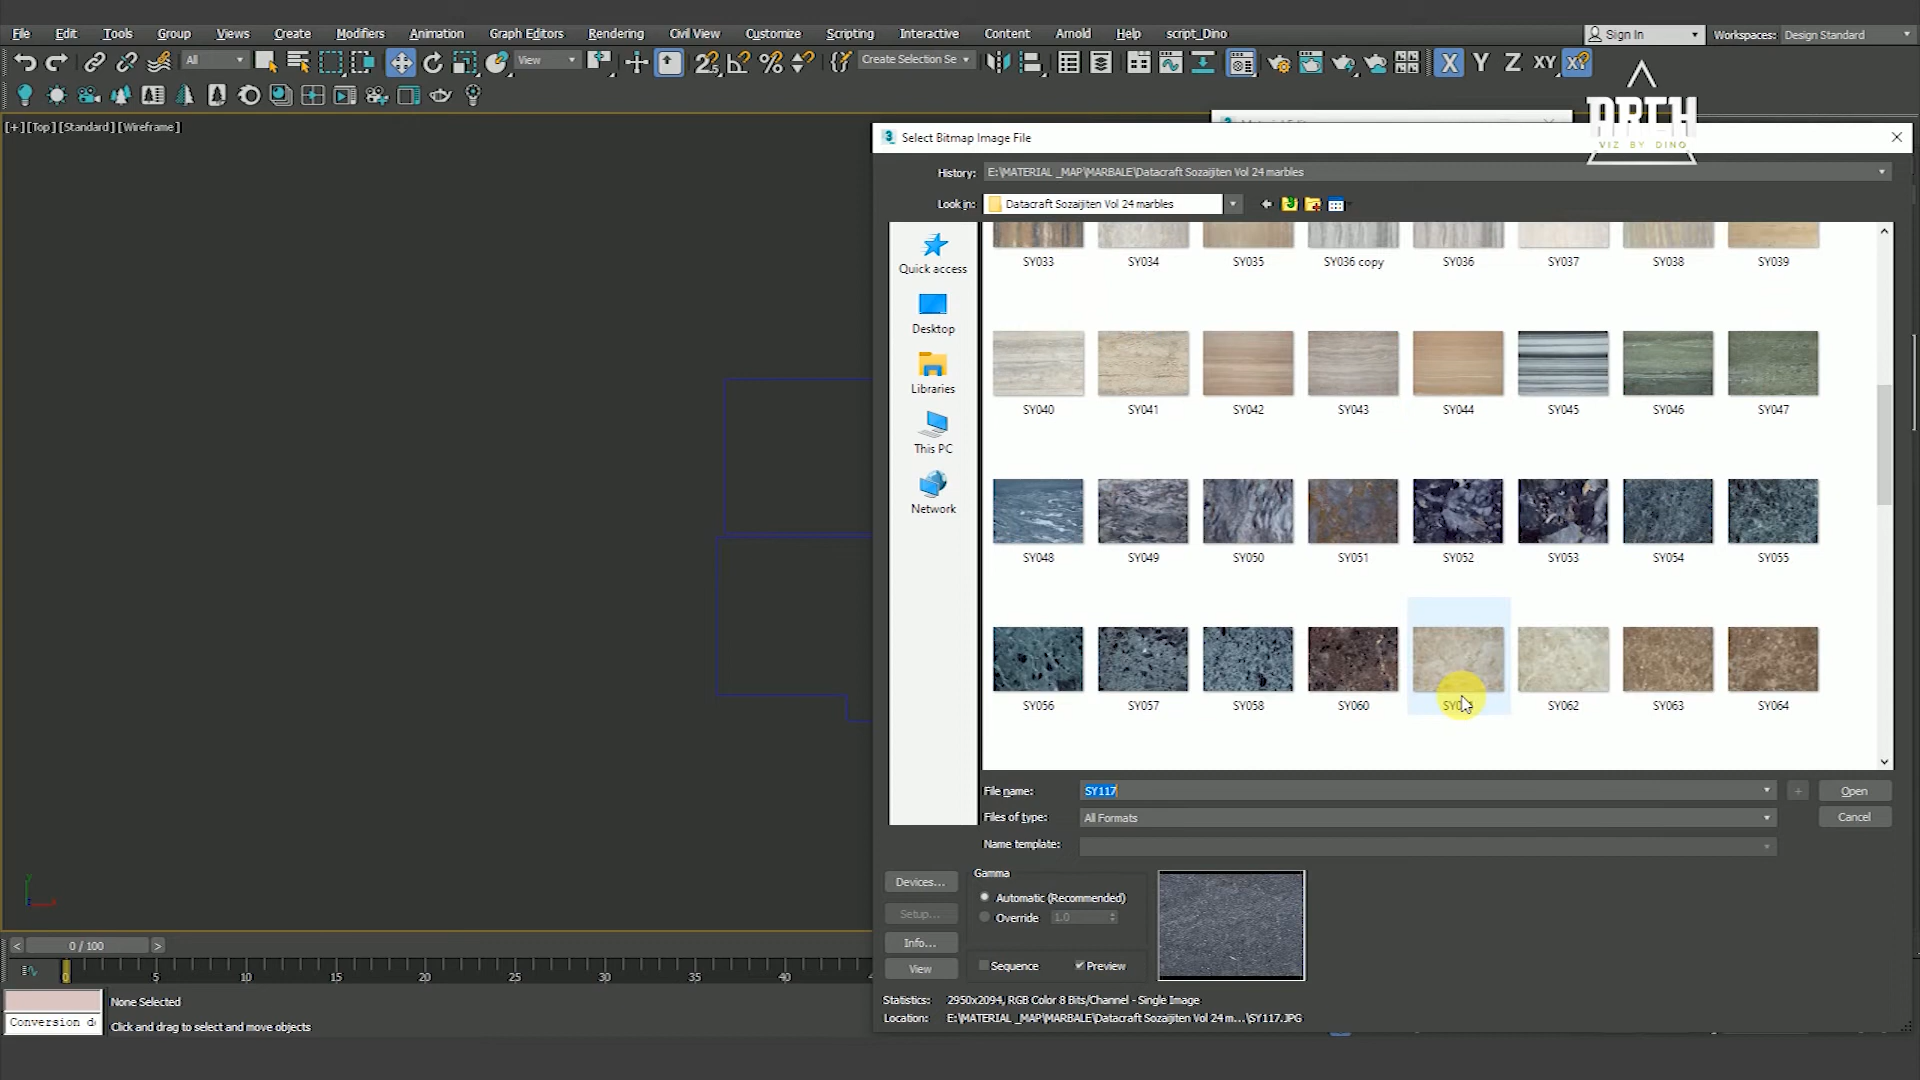 File Edit Tools Group Views Create Modifiers Animation Graph Editors Rendering Civil View Customize Scripting Interactive Content Arnold Help script_Dino Sign In Workspaces: Design Standard
All View Create Selection Se X Y Z XY XY
[+] [Top] [Standard] [Wireframe]
ARCH
VIZ BY DINO
3 Select Bitmap Image File
History: E:\MATERIAL _MAP\MARBALE\Datacraft Sozaijiten Vol 24 marbles
Look in: Datacraft Sozaijiten Vol 24 marbles
Quick access
Desktop
Libraries
This PC
Network
SY033 SY034 SY035 SY036 copy SY036 SY037 SY038 SY039
SY040 SY041 SY042 SY043 SY044 SY045 SY046 SY047
SY048 SY049 SY050 SY051 SY052 SY053 SY054 SY055
SY056 SY057 SY058 SY060 SY062 SY063 SY064
File name: SY117 Open
Files of type: All Formats Cancel
Name template:
Devices...
Setup...
Info...
View
Gamma
Automatic (Recommended)
Override 1.0
Sequence Preview
Statistics: 2950x2094, RGB Color 8 Bits/Channel - Single Image
Location: E:\MATERIAL _MAP\MARBALE\Datacraft Sozaijiten Vol 24 m...\SY117.JPG
y
x
< 0 / 100 >
0 5 10 15 20 25 30 35 40
None Selected
Conversion d
Click and drag to select and move objects